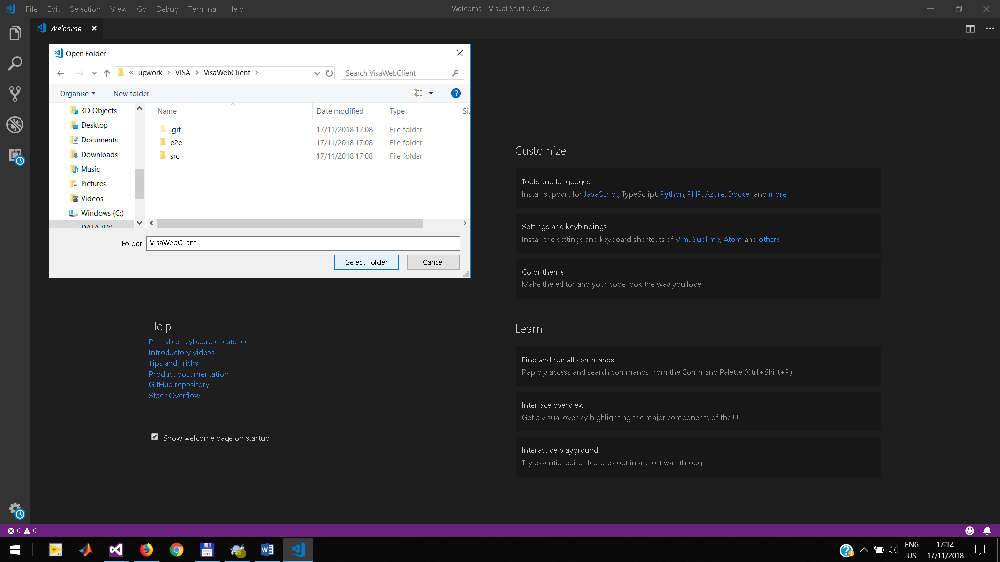 File Edit Selection View Go Debug Terminal Help
Welcome - Visual Studio Code
Welcome
Open Folder
« upwork > VISA > VisaWebClient >
Search VisaWebClient
Organise New folder
?
3D Objects
Desktop
Documents
Downloads
Music
Pictures
Videos
Windows (C:)
DATA (D:)
Name Date modified Type Siz
.git 17/11/2018 17:08 File folder
e2e 17/11/2018 17:08 File folder
src 17/11/2018 17:08 File folder
Folder: VisaWebClient
Select Folder Cancel
Help
Printable keyboard cheatsheet
Introductory videos
Tips and Tricks
Product documentation
GitHub repository
Stack Overflow
Show welcome page on startup
Customize
Tools and languages
Install support for JavaScript, TypeScript, Python, PHP, Azure, Docker and more
Settings and keybindings
Install the settings and keyboard shortcuts of Vim, Sublime, Atom and others
Color theme
Make the editor and your code look the way you love
Learn
Find and run all commands
Rapidly access and search commands from the Command Palette (Ctrl+Shift+P)
Interface overview
Get a visual overlay highlighting the major components of the UI
Interactive playground
Try essential editor features out in a short walkthrough
0 0
64
ENG
US
17:12
17/11/2018